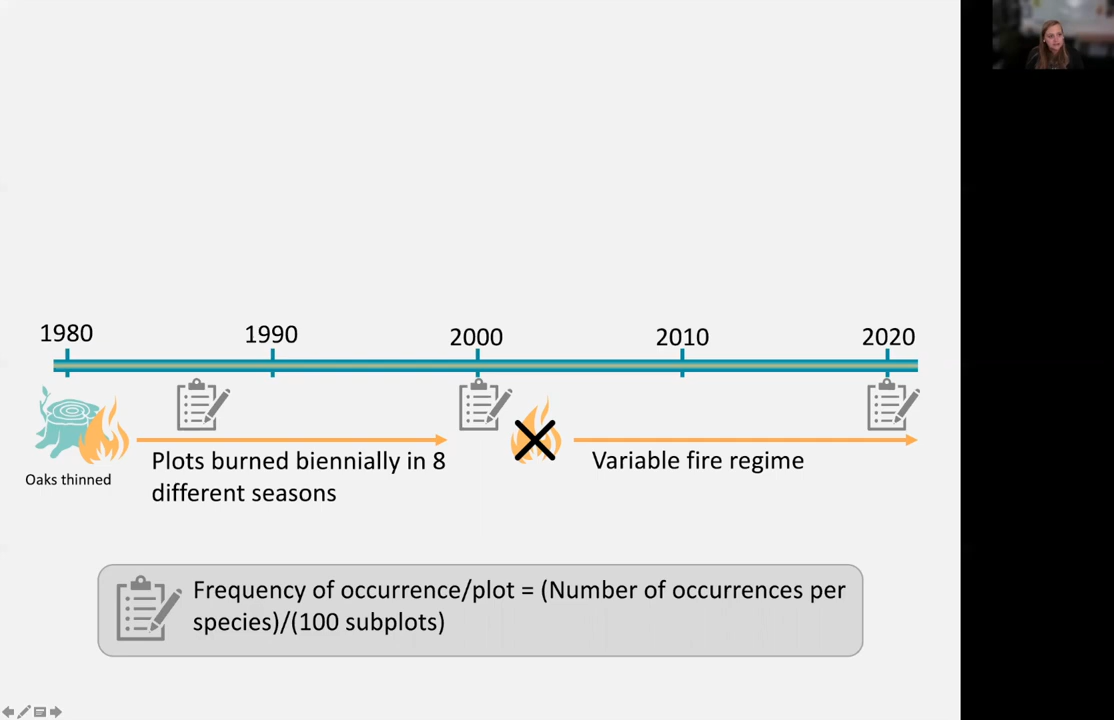 1980
1990
2000
2010
2020
Oaks thinned
Plots burned biennially in 8
different seasons
Variable fire regime
Frequency of occurrence/plot = (Number of occurrences per
species)/(100 subplots)